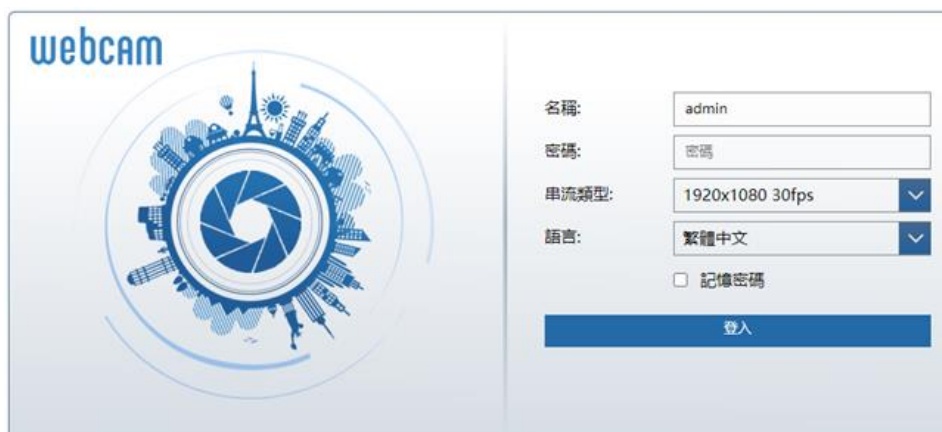 webcam
名稱:
admin
密碼:
密碼
串流類型:
1920x1080 30fps
語言:
繁體中文
記憶密碼
登入